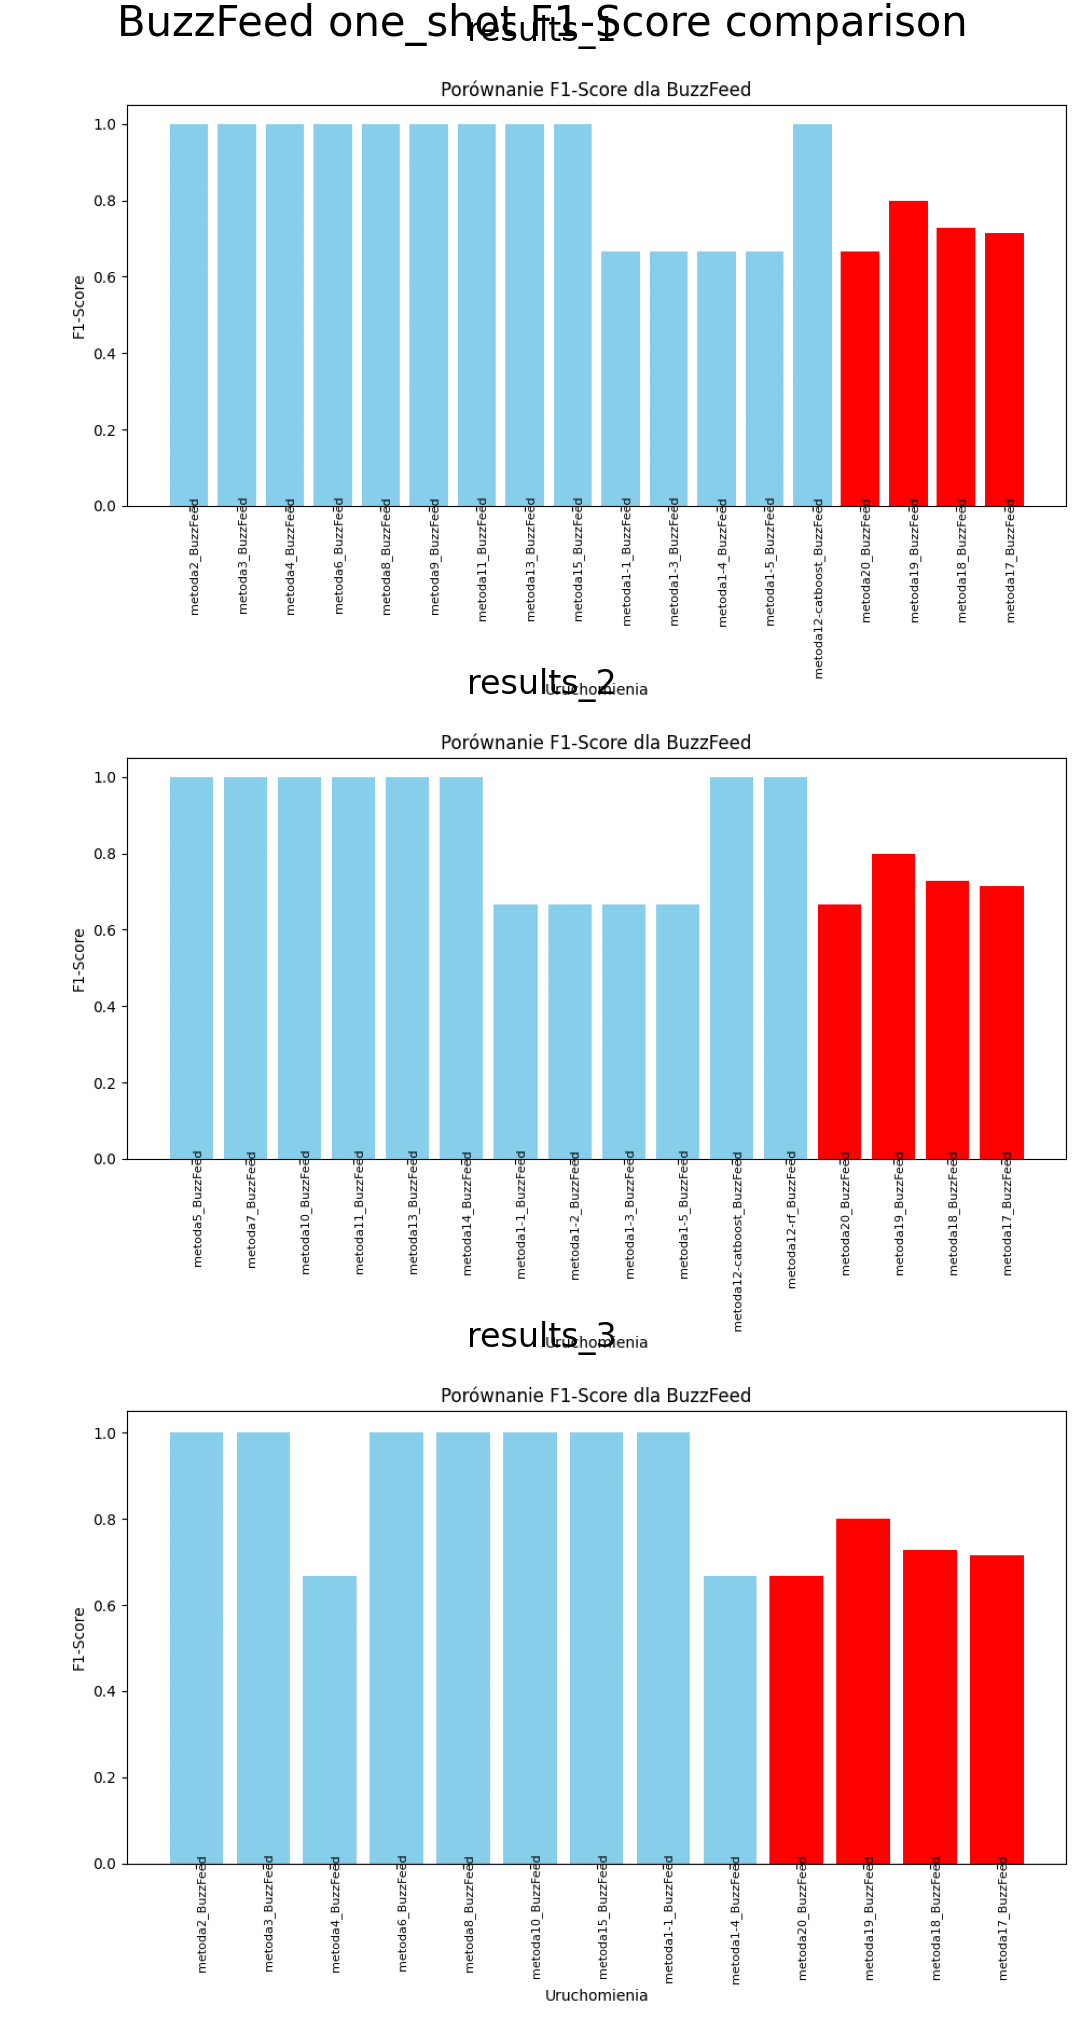 BuzzFeed one_shot F1-Score comparison
results_1
Porównanie F1-Score dla BuzzFeed
F1-Score
1.0
0.8
0.6
0.4
0.2
0.0
metoda2_BuzzFeed
metoda3_BuzzFeed
metoda4_BuzzFeed
metoda6_BuzzFeed
metoda8_BuzzFeed
metoda9_BuzzFeed
metoda11_BuzzFeed
metoda13_BuzzFeed
metoda15_BuzzFeed
metoda1-1_BuzzFeed
metoda1-3_BuzzFeed
metoda1-4_BuzzFeed
metoda1-5_BuzzFeed
metoda12-catboost_BuzzFeed
metoda20_BuzzFeed
metoda19_BuzzFeed
metoda18_BuzzFeed
metoda17_BuzzFeed
Uruchomienia
results_2
Porównanie F1-Score dla BuzzFeed
F1-Score
1.0
0.8
0.6
0.4
0.2
0.0
metoda5_BuzzFeed
metoda7_BuzzFeed
metoda10_BuzzFeed
metoda11_BuzzFeed
metoda13_BuzzFeed
metoda14_BuzzFeed
metoda1-1_BuzzFeed
metoda1-2_BuzzFeed
metoda1-3_BuzzFeed
metoda1-5_BuzzFeed
metoda12-catboost_BuzzFeed
metoda12-rf_BuzzFeed
metoda20_BuzzFeed
metoda19_BuzzFeed
metoda18_BuzzFeed
metoda17_BuzzFeed
Uruchomienia
results_3
Porównanie F1-Score dla BuzzFeed
F1-Score
1.0
0.8
0.6
0.4
0.2
0.0
metoda2_BuzzFeed
metoda3_BuzzFeed
metoda4_BuzzFeed
metoda6_BuzzFeed
metoda8_BuzzFeed
metoda10_BuzzFeed
metoda15_BuzzFeed
metoda1-1_BuzzFeed
metoda1-4_BuzzFeed
metoda20_BuzzFeed
metoda19_BuzzFeed
metoda18_BuzzFeed
metoda17_BuzzFeed
Uruchomienia